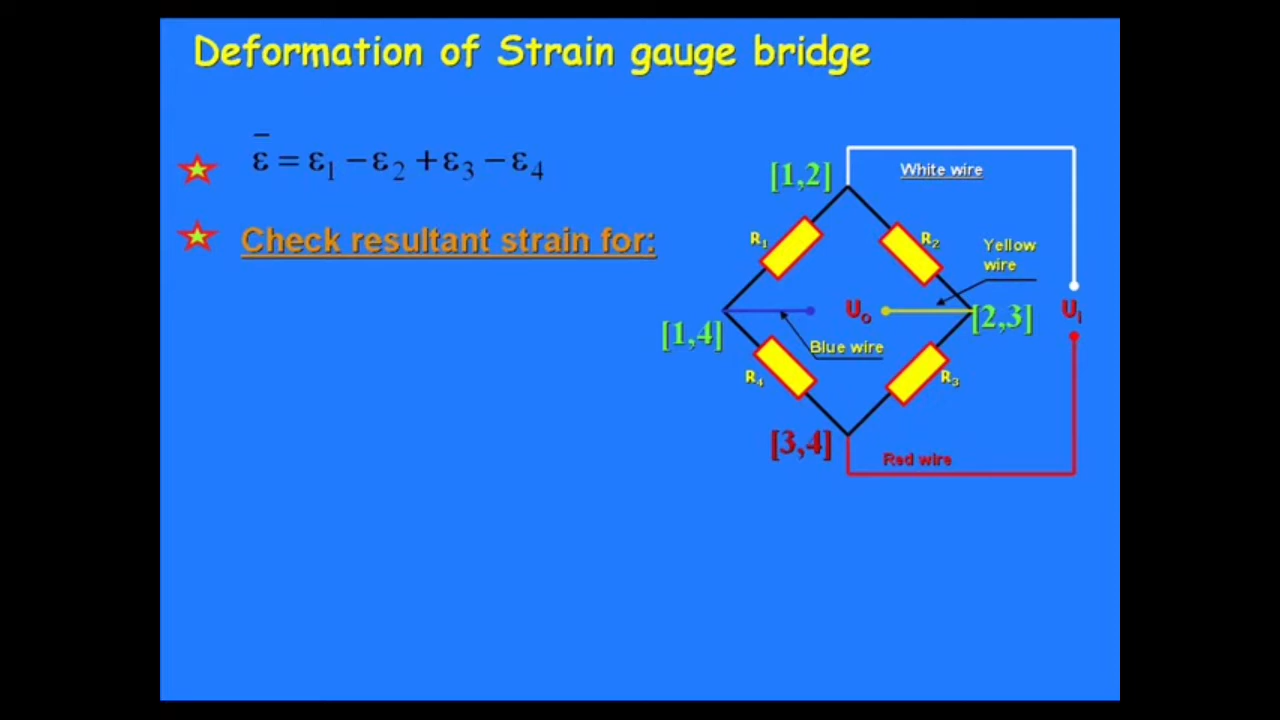 Deformation of Strain gauge bridge
ε̄ = ε₁ − ε₂ + ε₃ − ε₄
Check resultant strain for:
[1,2]
White wire
R₁
R₂
Yellow
wire
Uₒ
[2,3]
Uᵢ
[1,4]
Blue wire
R₄
R₃
[3,4]
Red wire